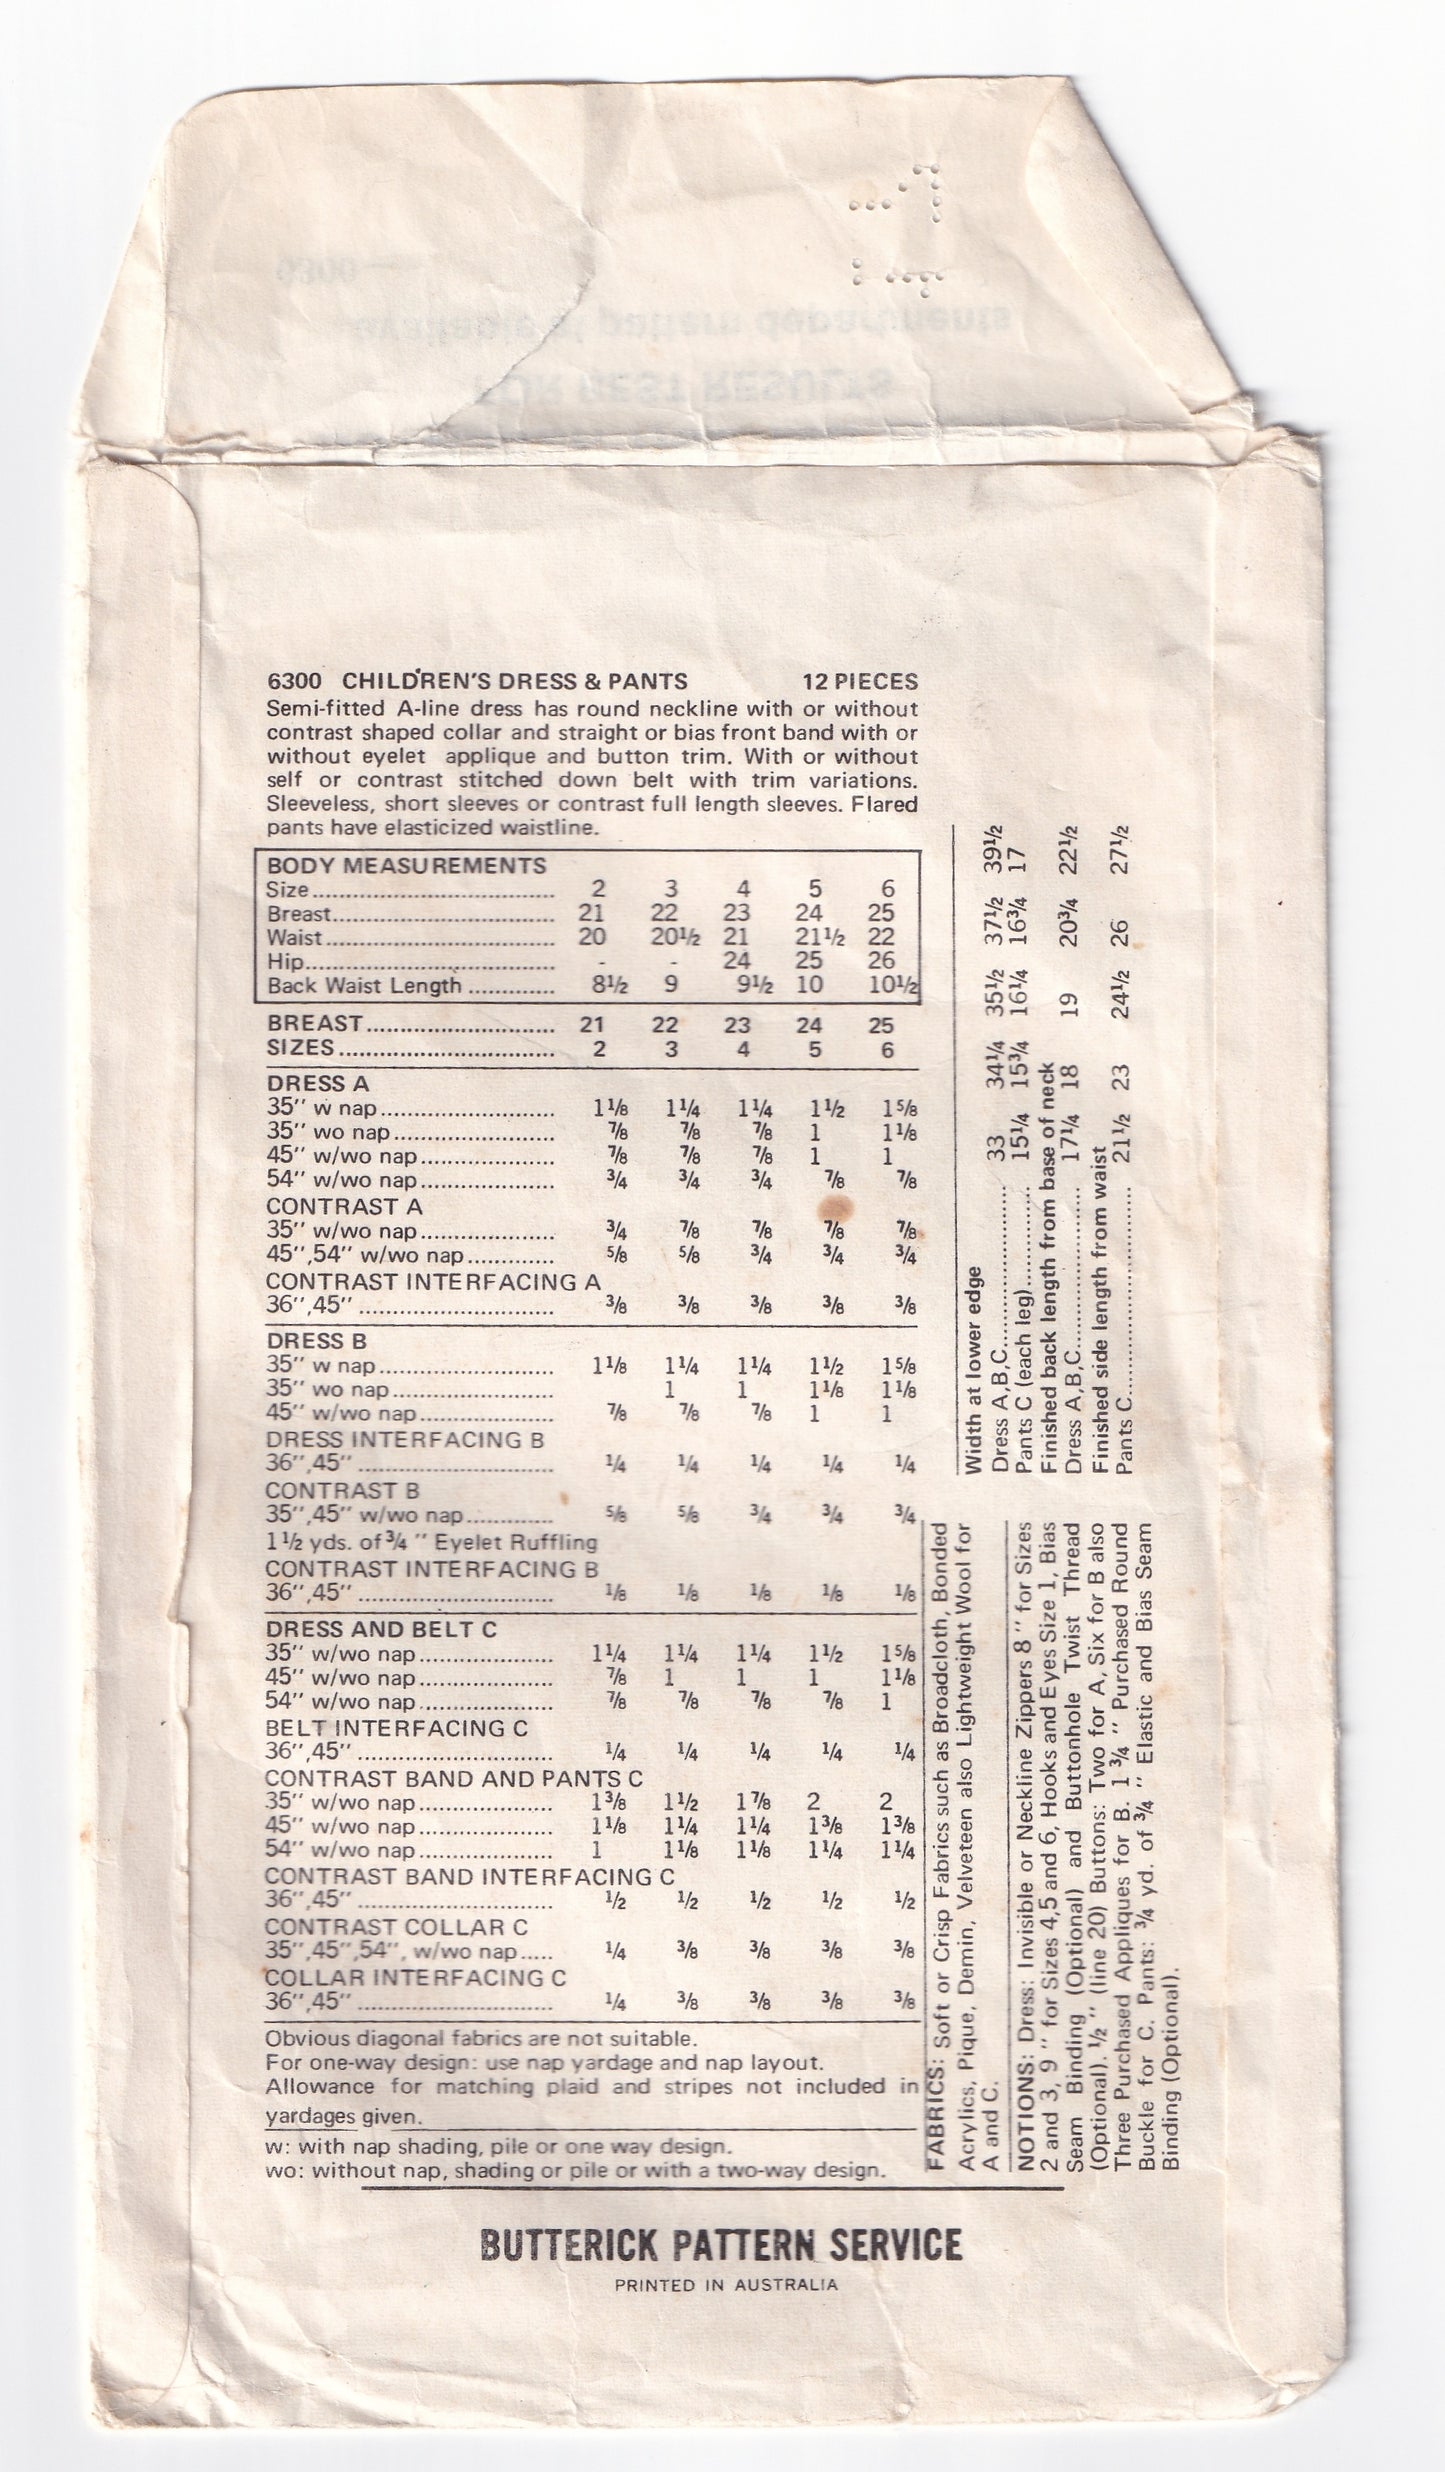 6300 CHILDREN'S DRESS & PANTS 12 PIECES
Semi-fitted A-line dress has round neckline with or without
contrast shaped collar and straight or bias front band with or
without eyelet applique and button trim. With or without
self or contrast stitched down belt with trim variations.
Sleeveless, short sleeves or contrast full length sleeves. Flared
pants have elasticized waistline.
BODY MEASUREMENTS
Size 2 3 4 5 6
Breast 21 22 23 24 25
Waist 20 20½ 21 21½ 22
Hip - - 24 25 26
Back Waist Length 8½ 9 9½ 10 10½
BREAST 21 22 23 24 25
SIZES 2 3 4 5 6
DRESS A
35" w nap 1⅛ 1¼ 1¼ 1½ 1⅝
35" wo nap ⅞ ⅞ ⅞ 1 1⅛
45" w/wo nap ⅞ ⅞ ⅞ 1 1
54" w/wo nap ¾ ¾ ¾ ⅞ ⅞
CONTRAST A
35" w/wo nap ¾ ⅞ ⅞ ⅞ ⅞
45",54" w/wo nap ⅝ ⅝ ¾ ¾ ¾
CONTRAST INTERFACING A
36",45" ⅜ ⅜ ⅜ ⅜ ⅜
DRESS B
35" w nap 1⅛ 1¼ 1¼ 1½ 1⅝
35" wo nap 1 1 1⅛ 1⅛
45" w/wo nap ⅞ ⅞ ⅞ 1 1
DRESS INTERFACING B
36",45" ¼ ¼ ¼ ¼ ¼
CONTRAST B
35",45" w/wo nap ⅝ ⅝ ¾ ¾ ¾
1½ yds. of ¾ " Eyelet Ruffling
CONTRAST INTERFACING B
36",45" ⅛ ⅛ ⅛ ⅛ ⅛
DRESS AND BELT C
35" w/wo nap 1¼ 1¼ 1¼ 1½ 1⅝
45" w/wo nap ⅞ 1 1 1 1⅛
54" w/wo nap ⅞ ⅞ ⅞ ⅞ 1
BELT INTERFACING C
36",45" ¼ ¼ ¼ ¼ ¼
CONTRAST BAND AND PANTS C
35" w/wo nap 1⅜ 1½ 1⅞ 2 2
45" w/wo nap 1⅛ 1¼ 1¼ 1⅜ 1⅜
54" w/wo nap 1 1⅛ 1⅛ 1¼ 1¼
CONTRAST BAND INTERFACING C
36",45" ½ ½ ½ ½ ½
CONTRAST COLLAR C
35",45",54", w/wo nap ¼ ⅜ ⅜ ⅜ ⅜
COLLAR INTERFACING C
36",45" ¼ ⅜ ⅜ ⅜ ⅜
Obvious diagonal fabrics are not suitable.
For one-way design: use nap yardage and nap layout.
Allowance for matching plaid and stripes not included in
yardages given.
w: with nap shading, pile or one way design.
wo: without nap, shading or pile or with a two-way design.
Width at lower edge
Dress A,B,C 33 34¼ 35½ 37½ 39½
Pants C (each leg) 15¼ 15¾ 16¼ 16¾ 17
Finished back length from base of neck
Dress A,B,C 17¼ 18 19 20¾ 22½
Finished side length from waist
Pants C 21½ 23 24½ 26 27½
FABRICS: Soft or Crisp Fabrics such as Broadcloth, Bonded
Acrylics, Pique, Demin, Velveteen also Lightweight Wool for
A and C.
NOTIONS: Dress: Invisible or Neckline Zippers 8 " for Sizes
2 and 3, 9 " for Sizes 4,5 and 6, Hooks and Eyes Size 1, Bias
Seam Binding (Optional) and Buttonhole Twist Thread
(Optional). ½ " (line 20) Buttons: Two for A, Six for B also
Three Purchased Appliques for B. 1 ¾ " Purchased Round
Buckle for C. Pants: ¾ yd. of ¾ " Elastic and Bias Seam
Binding (Optional).
BUTTERICK PATTERN SERVICE
PRINTED IN AUSTRALIA